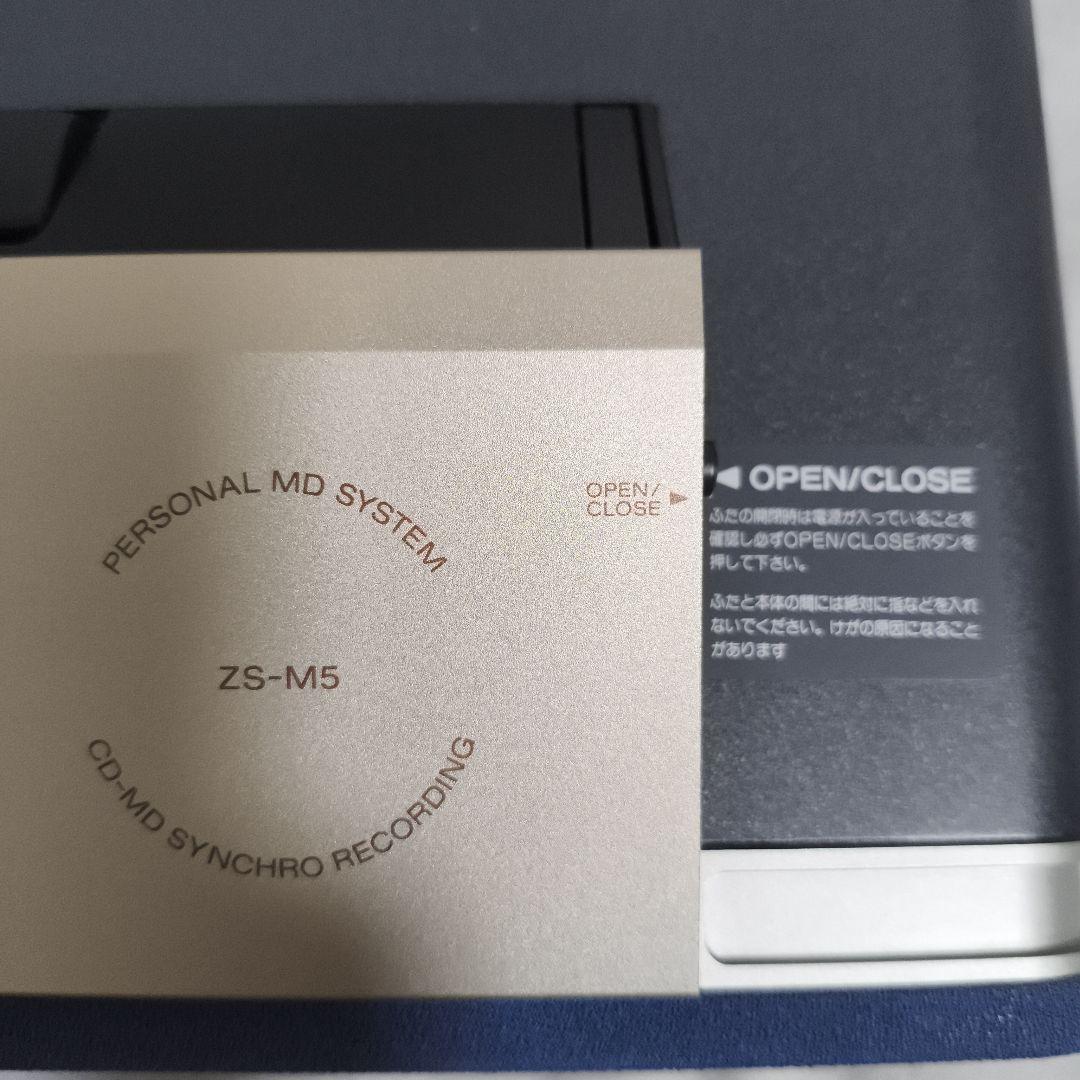 PERSONAL MD SYSTEM
ZS-M5
CD-MD SYNCHRO RECORDING
OPEN/
CLOSE ▶
◀ OPEN/CLOSE
ふたの開閉時は電源が入っていることを
確認し必ずOPEN/CLOSEボタンを
押して下さい。
ふたと本体の間には絶対に指などを入れ
ないでください。けがの原因になること
があります